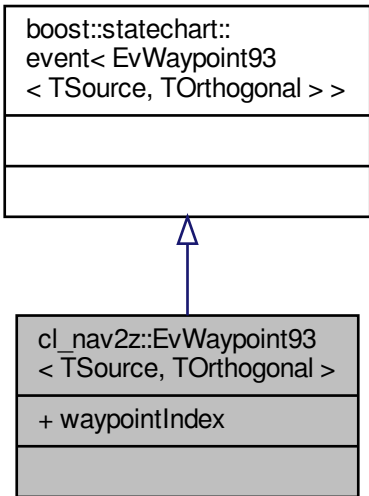 boost::statechart::
event< EvWaypoint93
< TSource, TOrthogonal > >
cl_nav2z::EvWaypoint93
< TSource, TOrthogonal >
+ waypointIndex